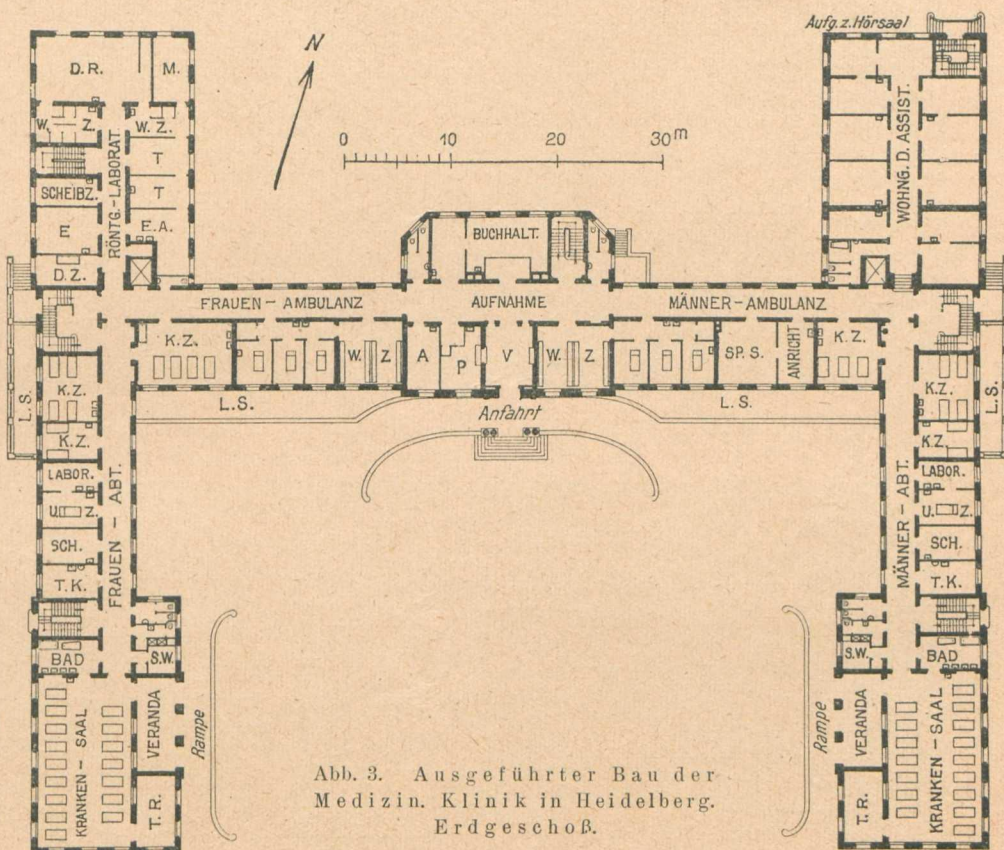 Aufg. z. Hörsaal
N
D.R.
M.
W. Z.
W. Z.
T
T
SCHEIBZ.
E
E.A.
D.Z.
RÖNTG.-LABORAT.
0 10 20 30 m
WOHNG. D. ASSIST.
BUCHHALT.
FRAUEN – AMBULANZ
AUFNAHME
MÄNNER – AMBULANZ
K.Z.
W. Z.
A
P
V
W. Z.
SP. S.
ANRICHT
K.Z.
L.S.
Anfahrt
L.S.
L.S.
K.Z.
K.Z.
LABOR.
U. Z.
SCH.
T.K.
FRAUEN – ABT.
BAD
S.W.
KRANKEN – SAAL
VERANDA
Rampe
T.R.
L.S.
K.Z.
K.Z.
LABOR.
U. Z.
SCH.
T.K.
MÄNNER – ABT.
S.W.
BAD
Rampe
VERANDA
KRANKEN – SAAL
T.R.
Abb. 3. Ausgeführter Bau der
Medizin. Klinik in Heidelberg.
Erdgeschoß.